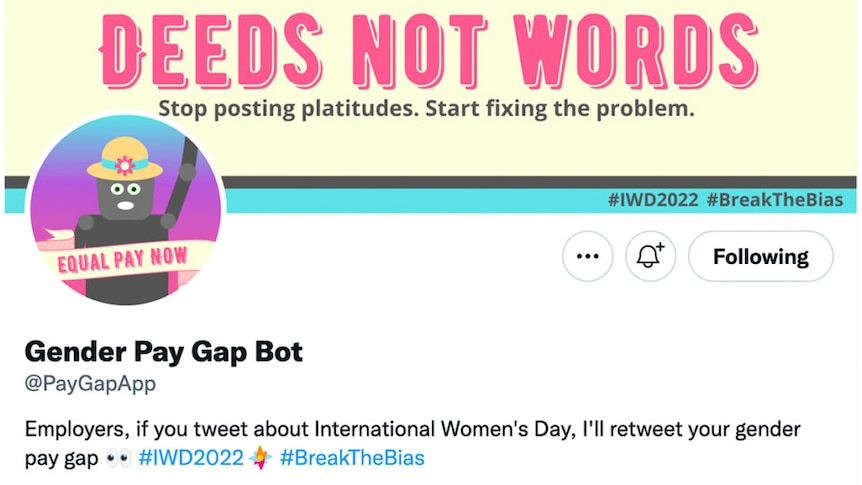 DEEDS NOT WORDS
Stop posting platitudes. Start fixing the problem.
#IWD2022 #BreakTheBias
EQUAL PAY NOW
Following
Gender Pay Gap Bot
@PayGapApp
Employers, if you tweet about International Women's Day, I'll retweet your gender
pay gap 👀 #IWD2022 #BreakTheBias